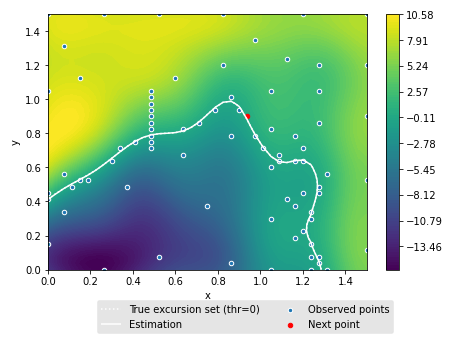 1.4
1.2
1.0
0.8
0.6
0.4
0.2
0.0
y
0.0 0.2 0.4 0.6 0.8 1.0 1.2 1.4
x
10.58
7.91
5.24
2.57
-0.11
-2.78
-5.45
-8.12
-10.79
-13.46
True excursion set (thr=0)
Estimation
Observed points
Next point